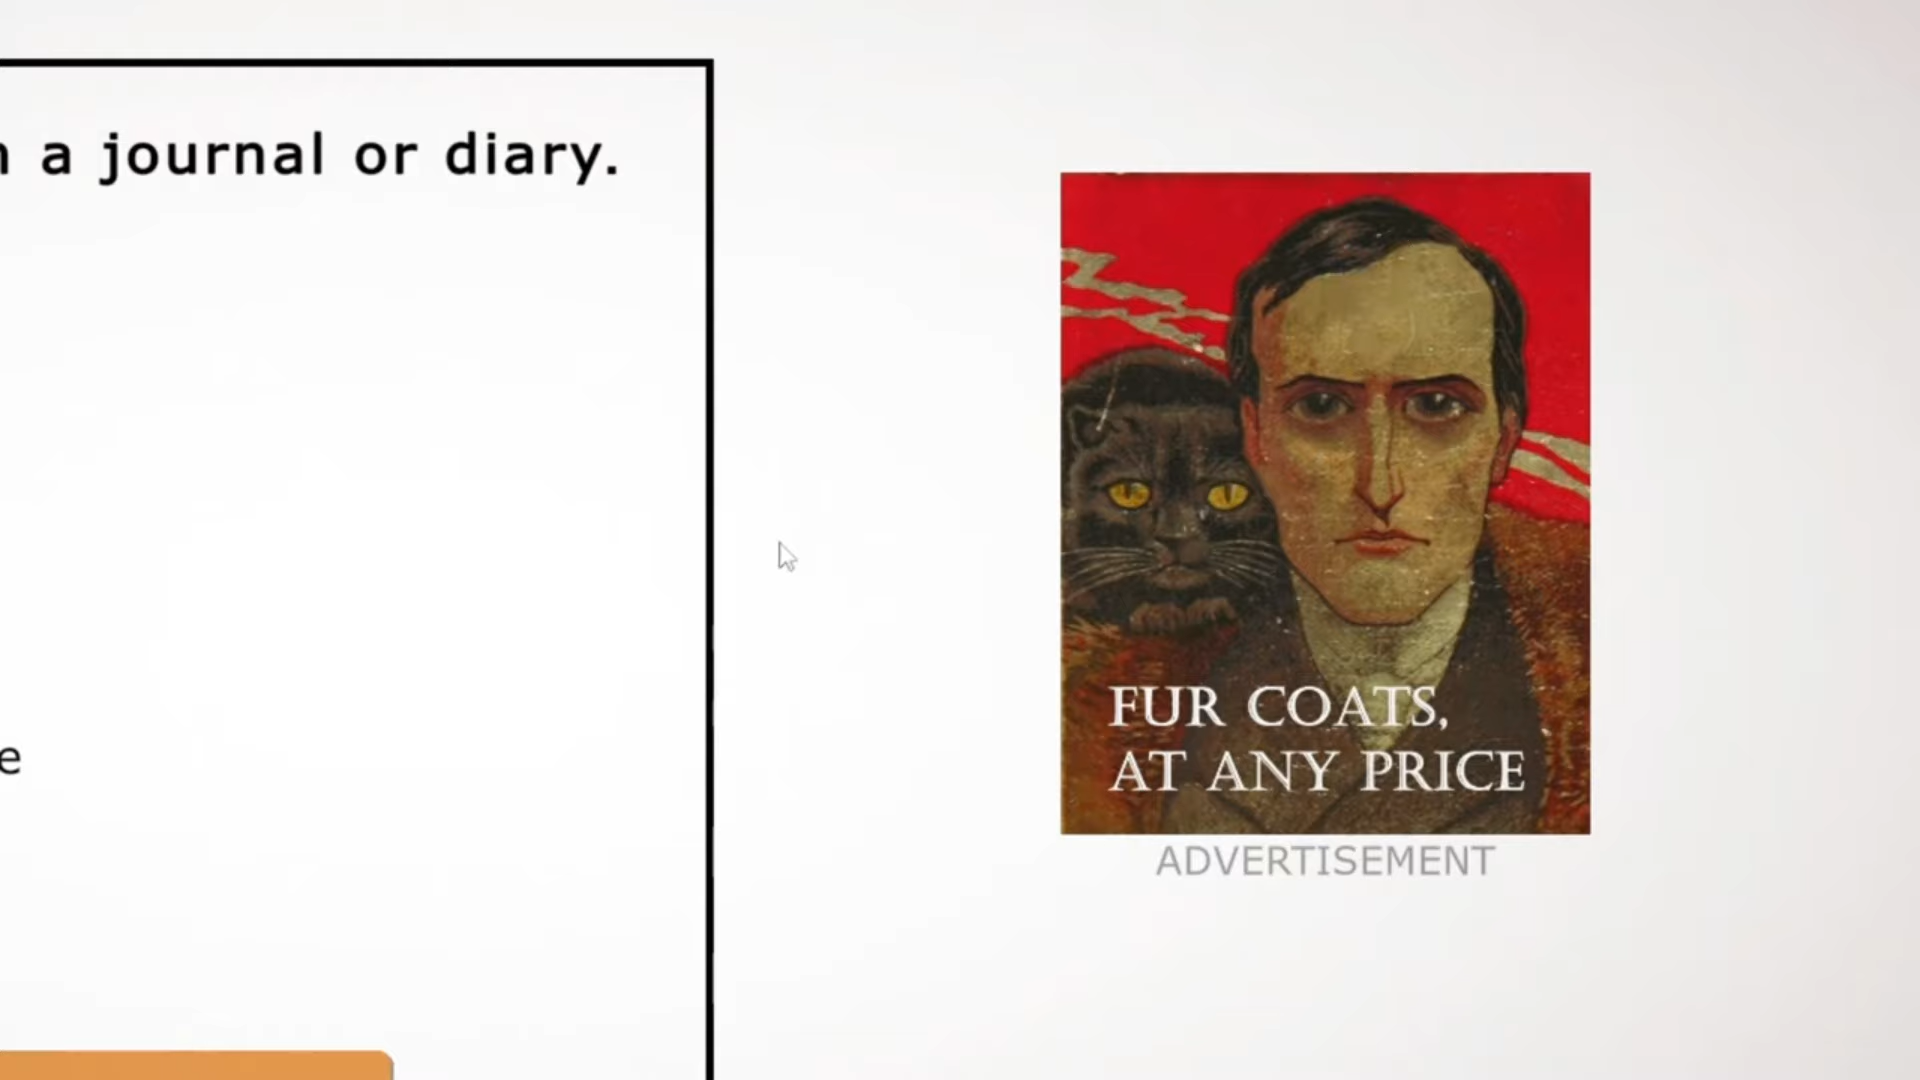 a journal or diary.
e
FUR COATS,
AT ANY PRICE
ADVERTISEMENT